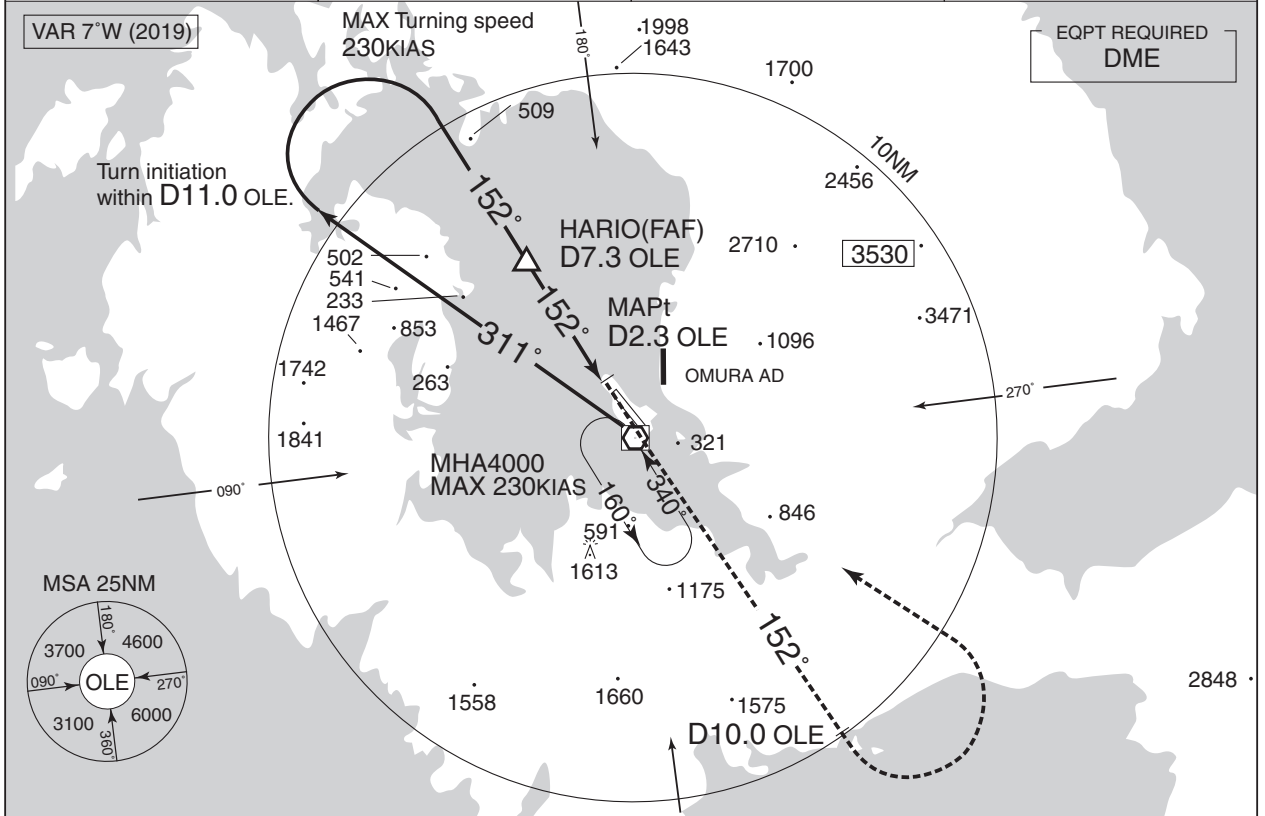 VAR 7°W (2019)
MAX Turning speed
230KIAS
180°
1998
1643
1700
EQPT REQUIRED
DME
509
10NM
2456
Turn initiation
within D11.0 OLE.
152°
HARIO(FAF)
D7.3 OLE
2710
3530
502
541
233
1467
853
152°
MAPt
D2.3 OLE
1096
3471
311°
OMURA AD
1742
263
270°
1841
321
MHA4000
MAX 230KIAS
090°
160°
340°
591
1613
846
1175
MSA 25NM
180°
3700
4600
090°
OLE
270°
3100
6000
360°
152°
1558
1660
1575
D10.0 OLE
2848